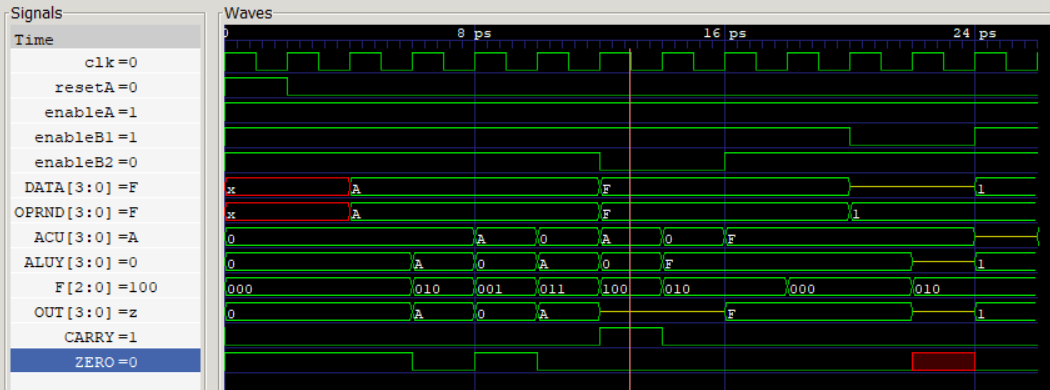 Signals Waves
Time 0 8 ps 16 ps 24 ps
clk=0
resetA=0
enableA=1
enableB1=1
enableB2=0
DATA[3:0]=F x A F 1
OPRND[3:0]=F x A F 1
ACU[3:0]=A 0 A 0 A 0 F
ALUY[3:0]=0 0 A 0 A 0 F 1
F[2:0]=100 000 010 001 011 100 010 000 010
OUT[3:0]=z 0 A 0 A F 1
CARRY=1
ZERO=0